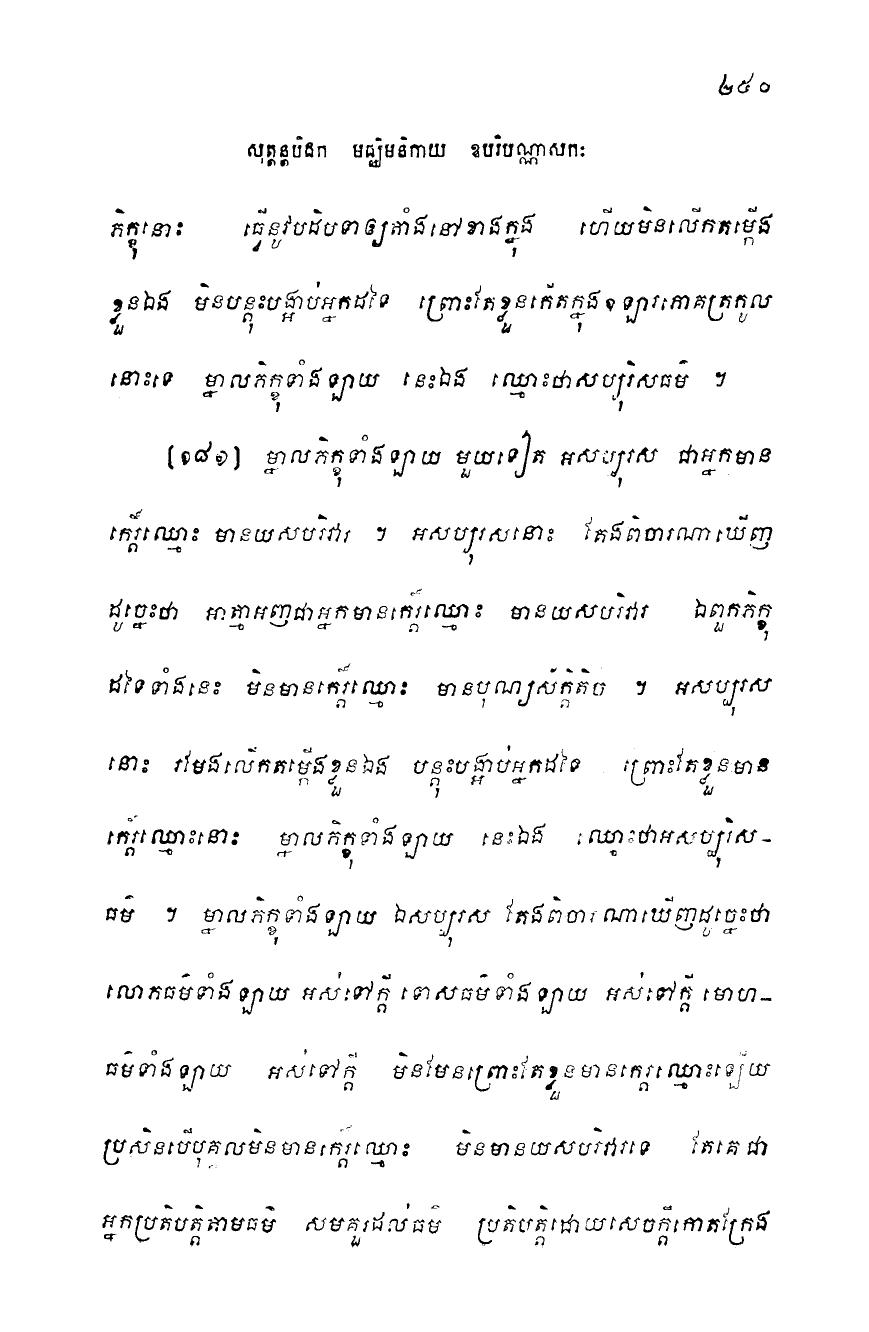 ២៥០
សុត្តន្តបិដក មជ្ឈិមនិកាយ ឧបរិបណ្ណាសកៈ
ភិក្ខុនោះ ធ្វើនូវបដិបទាឲ្យតាំងនៅខាងក្នុង ហើយមិនលើកតម្កើង
ខ្លួនឯង មិនបន្តុះបង្អាប់អ្នកដទៃ ព្រោះតែខ្លួនកើតក្នុងឧឡារភោគត្រកូល
នោះទេ ម្នាលភិក្ខុទាំងឡាយ នេះឯង ឈ្មោះថាសប្បុរិសធម៌ ។
[១៨១] ម្នាលភិក្ខុទាំងឡាយ មួយទៀត អសប្បុរស ជាអ្នកមាន
កេរ្តិ៍ឈ្មោះ មានយសបរិវារ ។ អសប្បុរសនោះ តែងពិចារណាឃើញ
ដូច្នេះថា អាត្មាអញជាអ្នកមានកេរ្តិ៍ឈ្មោះ មានយសបរិវារ ឯពួកភិក្ខុ
ដទៃទាំងនេះ មិនមានកេរ្តិ៍ឈ្មោះ មានបុណ្យស័ក្តិតិច ។ អសប្បុរស
នោះ រមែងលើកតម្កើងខ្លួនឯង បន្តុះបង្អាប់អ្នកដទៃ ព្រោះតែខ្លួនមាន
កេរ្តិ៍ឈ្មោះនោះ ម្នាលភិក្ខុទាំងឡាយ នេះឯង ឈ្មោះថាអសប្បុរិស-
ធម៌ ។ ម្នាលភិក្ខុទាំងឡាយ ឯសប្បុរស តែងពិចារណាឃើញដូច្នេះថា
លោភធម៌ទាំងឡាយ អស់ទៅក្តី ទោសធម៌ទាំងឡាយ អស់ទៅក្តី មោហ-
ធម៌ទាំងឡាយ អស់ទៅក្តី មិនមែនព្រោះតែខ្លួនមានកេរ្តិ៍ឈ្មោះឡើយ
ប្រសិនបើបុគ្គលមិនមានកេរ្តិ៍ឈ្មោះ មិនមានយសបរិវារទេ តែគេជា
អ្នកប្រតិបត្តិតាមធម៌ សមគួរដល់ធម៌ ប្រតិបត្តិដោយសេចក្តីកោតក្រែង